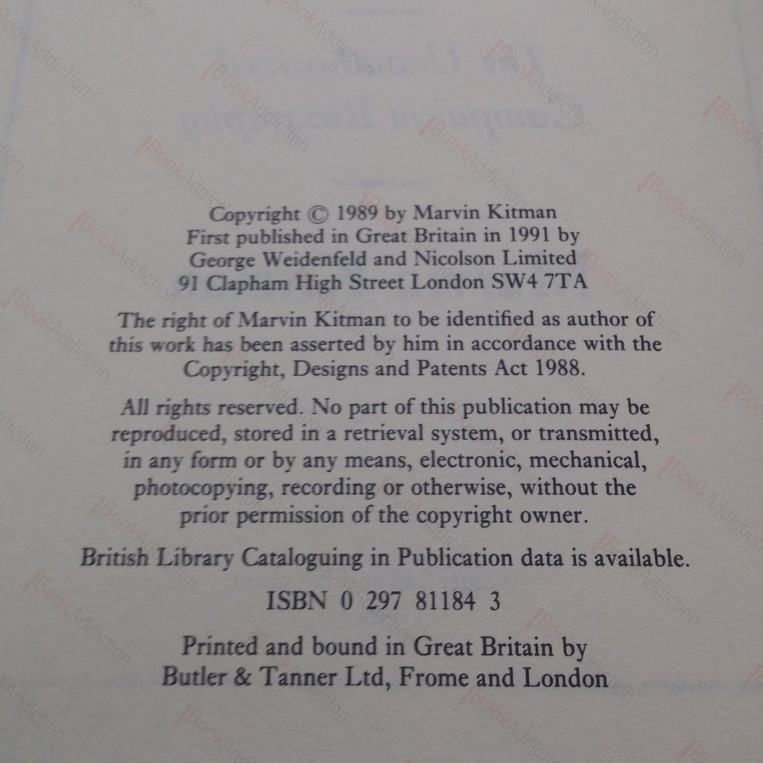 Copyright © 1989 by Marvin Kitman
First published in Great Britain in 1991 by
George Weidenfeld and Nicolson Limited
91 Clapham High Street London SW4 7TA
The right of Marvin Kitman to be identified as author of
this work has been asserted by him in accordance with the
Copyright, Designs and Patents Act 1988.
All rights reserved. No part of this publication may be
reproduced, stored in a retrieval system, or transmitted,
in any form or by any means, electronic, mechanical,
photocopying, recording or otherwise, without the
prior permission of the copyright owner.
British Library Cataloguing in Publication data is available.
ISBN 0 297 81184 3
Printed and bound in Great Britain by
Butler & Tanner Ltd, Frome and London